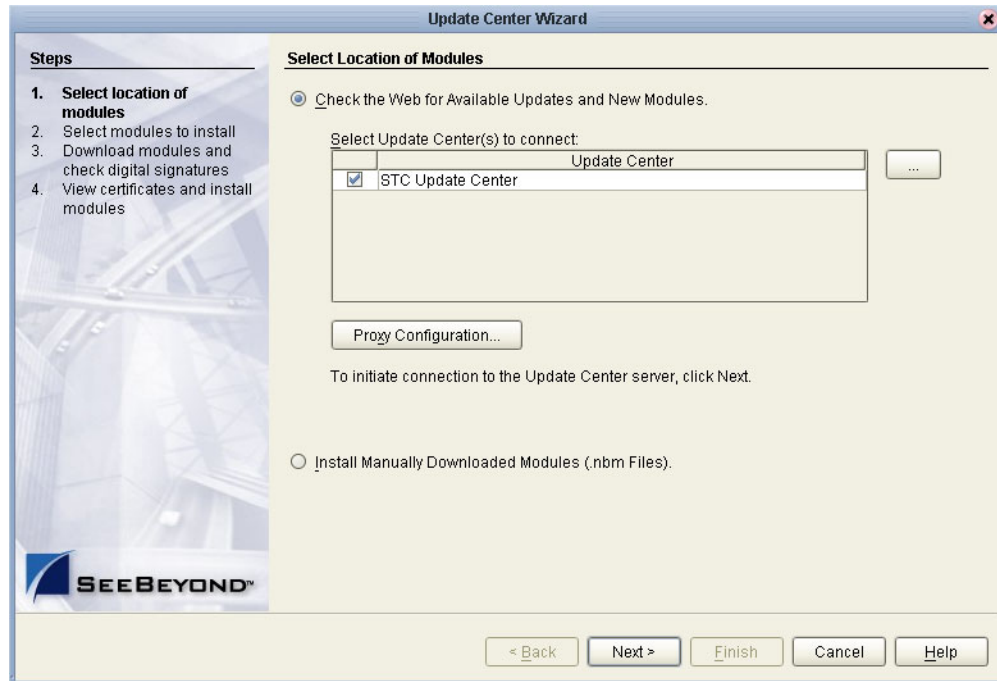 Update Center Wizard
Steps
1. Select location of
modules
2. Select modules to install
3. Download modules and
check digital signatures
4. View certificates and install
modules
SEEBEYOND™
Select Location of Modules
Check the Web for Available Updates and New Modules.
Select Update Center(s) to connect:
Update Center
STC Update Center
...
Proxy Configuration...
To initiate connection to the Update Center server, click Next.
Install Manually Downloaded Modules (.nbm Files).
< Back
Next >
Finish
Cancel
Help